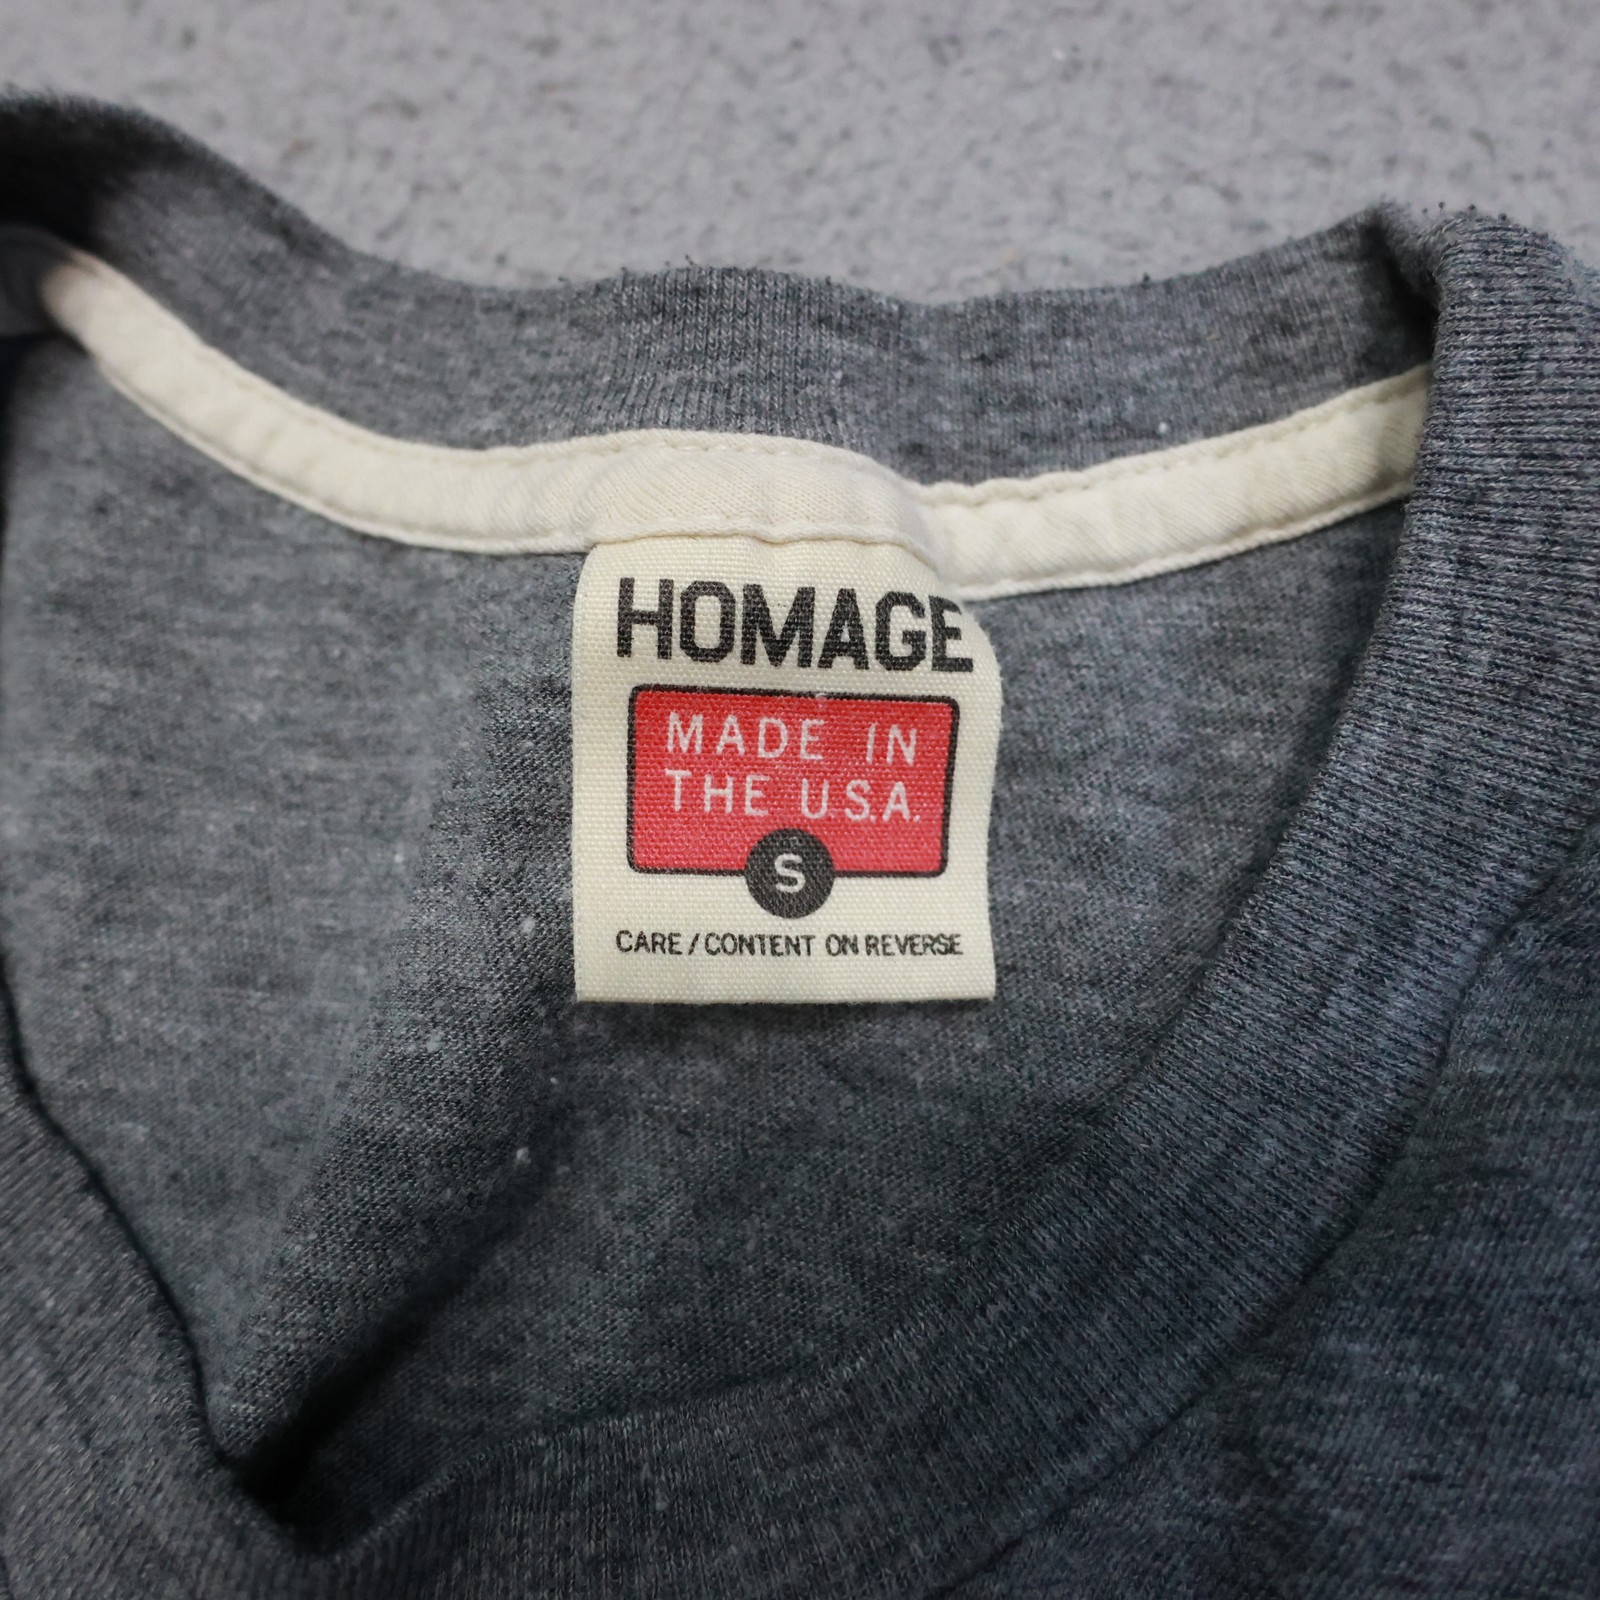 HOMAGE
MADE IN
THE U.S.A.
S
CARE/CONTENT ON REVERSE